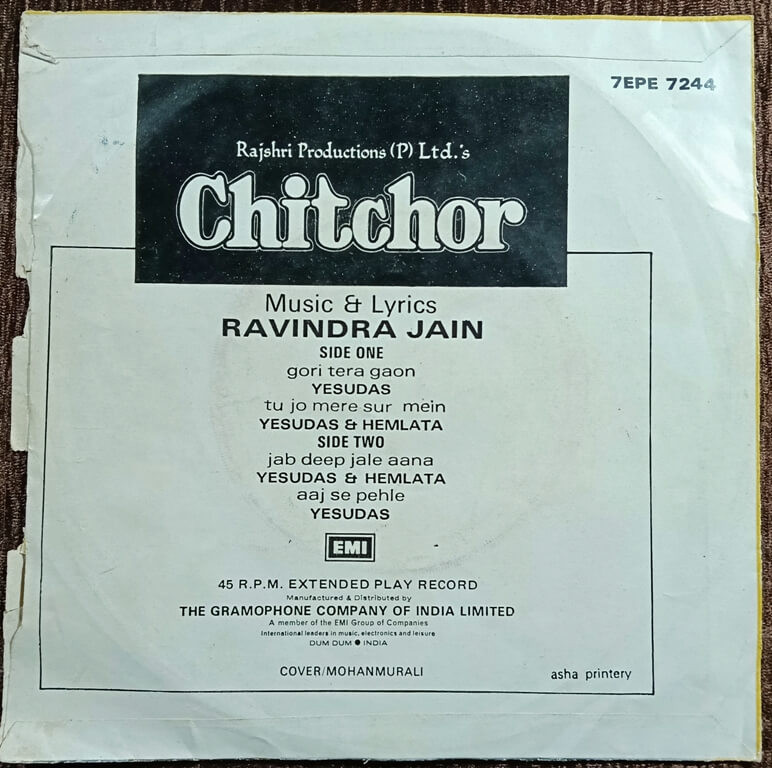 7EPE 7244
Rajshri Productions (P) Ltd.'s
Chitchor
Music & Lyrics
RAVINDRA JAIN
SIDE ONE
gori tera gaon
YESUDAS
tu jo mere sur mein
YESUDAS & HEMLATA
SIDE TWO
jab deep jale aana
YESUDAS & HEMLATA
aaj se pehle
YESUDAS
EMI
45 R.P.M. EXTENDED PLAY RECORD
Manufactured & Distributed by
THE GRAMOPHONE COMPANY OF INDIA LIMITED
A member of the EMI Group of Companies
International leaders in music, electronics and leisure
DUM DUM ● INDIA
COVER/MOHANMURALI
asha printery